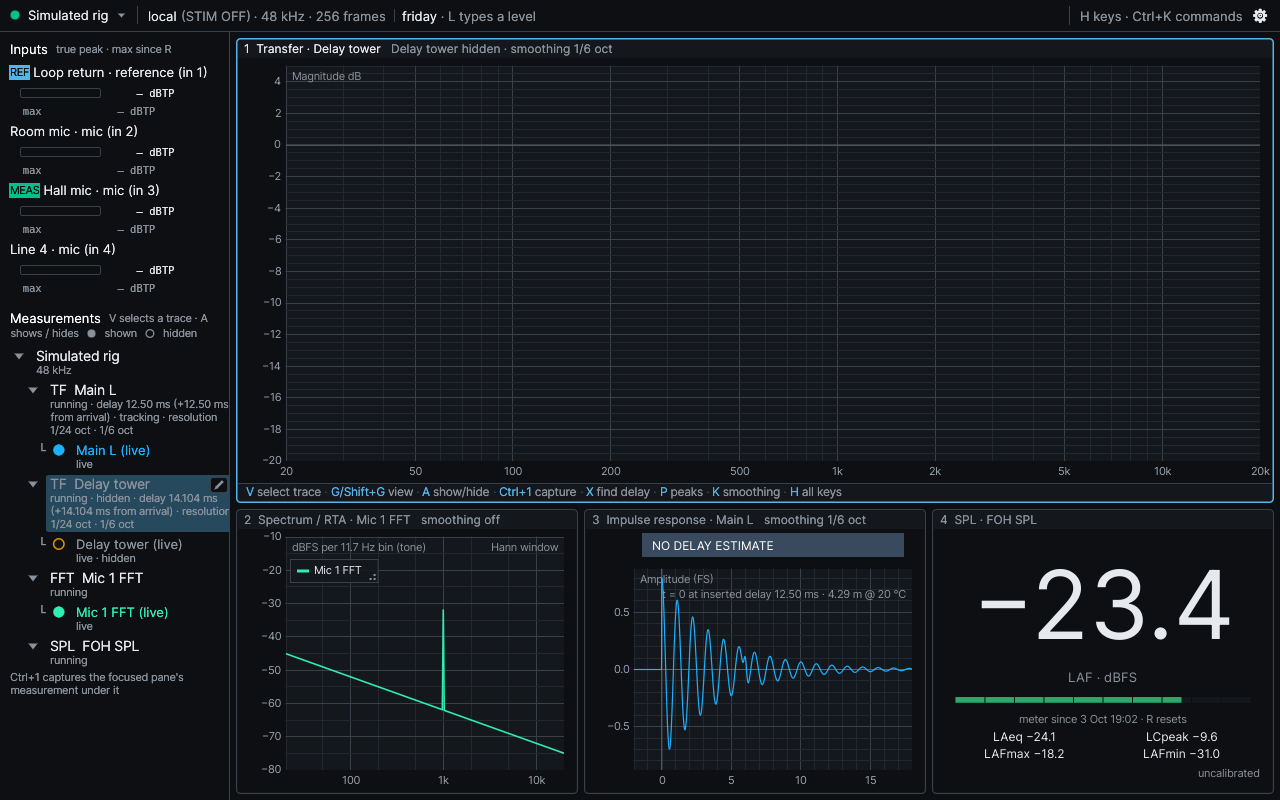 Simulated rig
local (STIM OFF) · 48 kHz · 256 frames
friday · L types a level
H keys · Ctrl+K commands
Inputs true peak · max since R
REF Loop return · reference (in 1)
– dBTP
max – dBTP
Room mic · mic (in 2)
– dBTP
max – dBTP
MEAS Hall mic · mic (in 3)
– dBTP
max – dBTP
Line 4 · mic (in 4)
– dBTP
max – dBTP
Measurements V selects a trace · A
shows / hides shown hidden
Simulated rig
48 kHz
TF Main L
running · delay 12.50 ms (+12.50 ms
from arrival) · tracking · resolution
1/24 oct · 1/6 oct
Main L (live)
live
TF Delay tower
running · hidden · delay 14.104 ms
(+14.104 ms from arrival) · resolution
1/24 oct · 1/6 oct
Delay tower (live)
live · hidden
FFT Mic 1 FFT
running
Mic 1 FFT (live)
live
SPL FOH SPL
running
Ctrl+1 captures the focused pane's
measurement under it
1 Transfer · Delay tower Delay tower hidden · smoothing 1/6 oct
Magnitude dB
4
2
0
−2
−4
−6
−8
−10
−12
−14
−16
−18
−20
20 50 100 200 500 1k 2k 5k 10k 20k
V select trace · G/Shift+G view · A show/hide · Ctrl+1 capture · X find delay · P peaks · K smoothing · H all keys
2 Spectrum / RTA · Mic 1 FFT smoothing off
dBFS per 11.7 Hz bin (tone) Hann window
Mic 1 FFT
−10
−20
−30
−40
−50
−60
−70
−80
100 1k 10k
3 Impulse response · Main L smoothing 1/6 oct
NO DELAY ESTIMATE
Amplitude (FS)
t = 0 at inserted delay 12.50 ms · 4.29 m @ 20 °C
0.5
0.0
−0.5
0 5 10 15
4 SPL · FOH SPL
−23.4
LAF · dBFS
meter since 3 Oct 19:02 · R resets
LAeq −24.1 LCpeak −9.6
LAFmax −18.2 LAFmin −31.0
uncalibrated